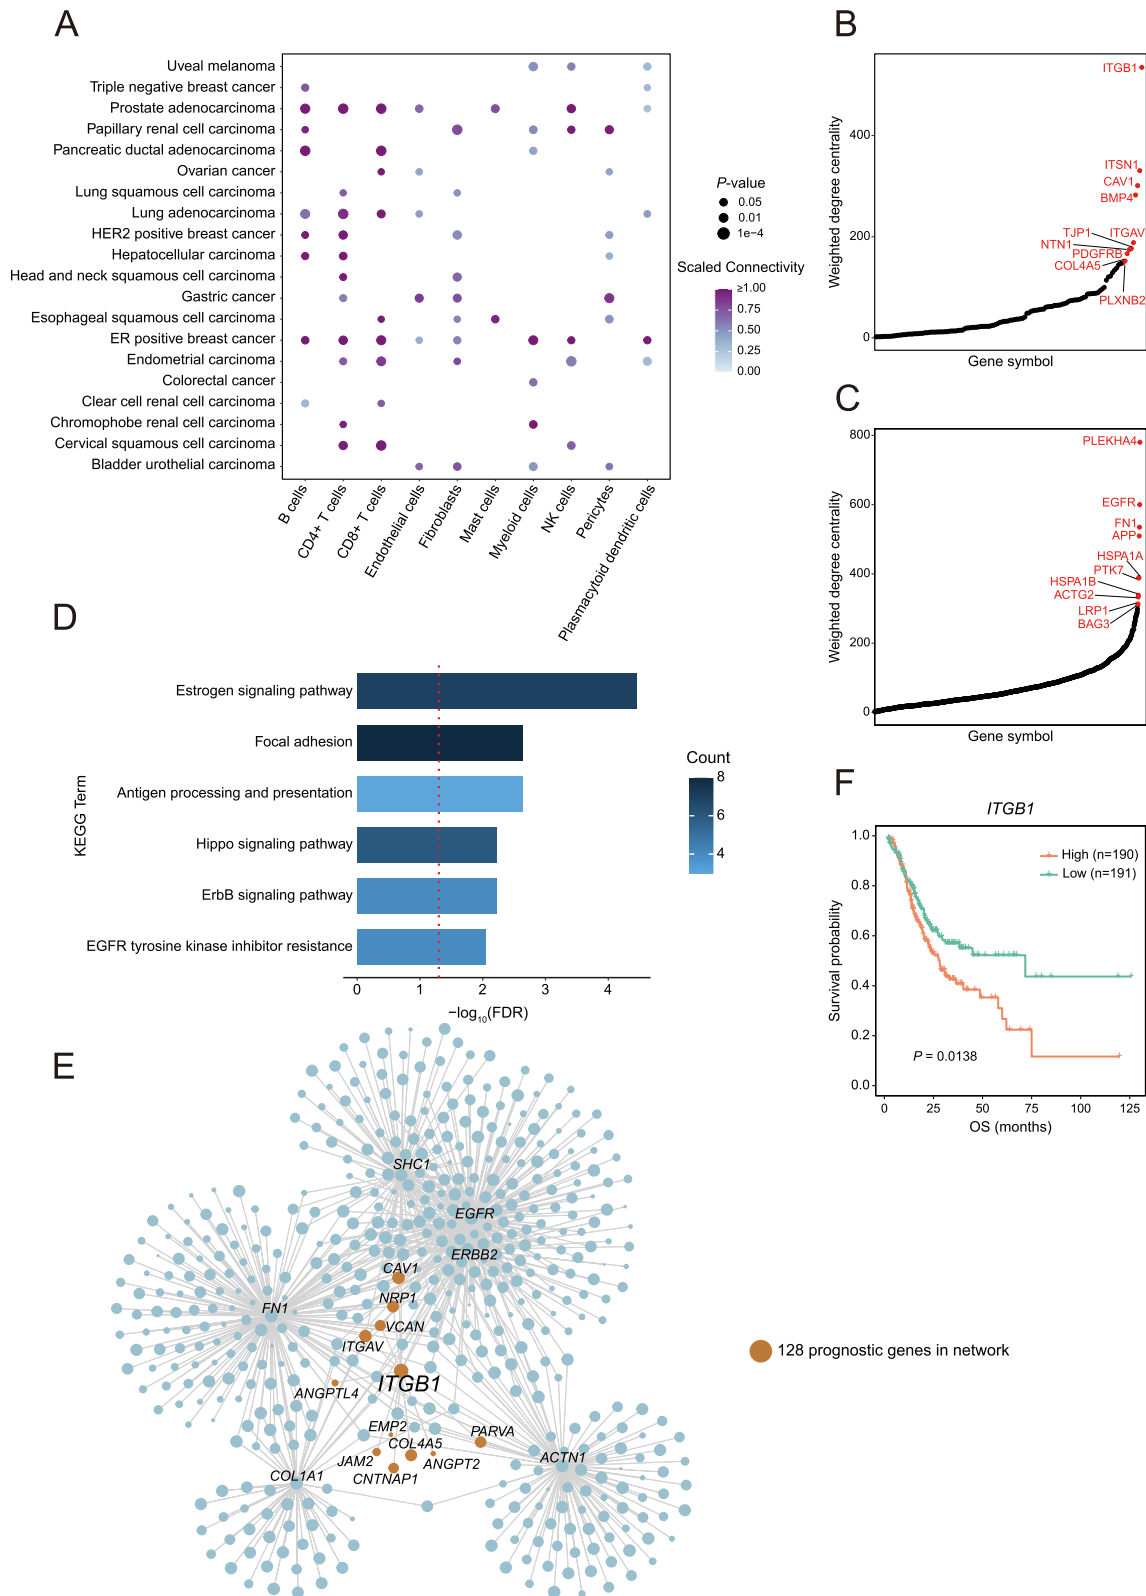 A
Uveal melanoma
Triple negative breast cancer
Prostate adenocarcinoma
Papillary renal cell carcinoma
Pancreatic ductal adenocarcinoma
Ovarian cancer
Lung squamous cell carcinoma
Lung adenocarcinoma
HER2 positive breast cancer
Hepatocellular carcinoma
Head and neck squamous cell carcinoma
Gastric cancer
Esophageal squamous cell carcinoma
ER positive breast cancer
Endometrial carcinoma
Colorectal cancer
Clear cell renal cell carcinoma
Chromophobe renal cell carcinoma
Cervical squamous cell carcinoma
Bladder urothelial carcinoma
B cells
CD4+ T cells
CD8+ T cells
Endothelial cells
Fibroblasts
Mast cells
Myeloid cells
NK cells
Pericytes
Plasmacytoid dendritic cells
P-value
0.05
0.01
1e-4
Scaled Connectivity
≥1.00
0.75
0.50
0.25
0.00
B
Weighted degree centrality
400
200
0
ITGB1
ITSN1
CAV1
BMP4
TJP1
ITGAV
NTN1
PDGFRB
COL4A5
PLXNB2
Gene symbol
C
Weighted degree centrality
800
600
400
200
0
PLEKHA4
EGFR
FN1
APP
HSPA1A
PTK7
HSPA1B
ACTG2
LRP1
BAG3
Gene symbol
D
KEGG Term
Estrogen signaling pathway
Focal adhesion
Antigen processing and presentation
Hippo signaling pathway
ErbB signaling pathway
EGFR tyrosine kinase inhibitor resistance
0
1
2
3
4
−log10(FDR)
Count
8
6
4
E
SHC1
EGFR
ERBB2
CAV1
NRP1
FN1
VCAN
ITGAV
ITGB1
ANGPTL4
EMP2
PARVA
COL4A5
JAM2
ANGPT2
ACTN1
COL1A1
CNTNAP1
128 prognostic genes in network
F
ITGB1
Survival probability
1.0
0.8
0.6
0.4
0.2
0.0
High (n=190)
Low (n=191)
P = 0.0138
0
25
50
75
100
125
OS (months)